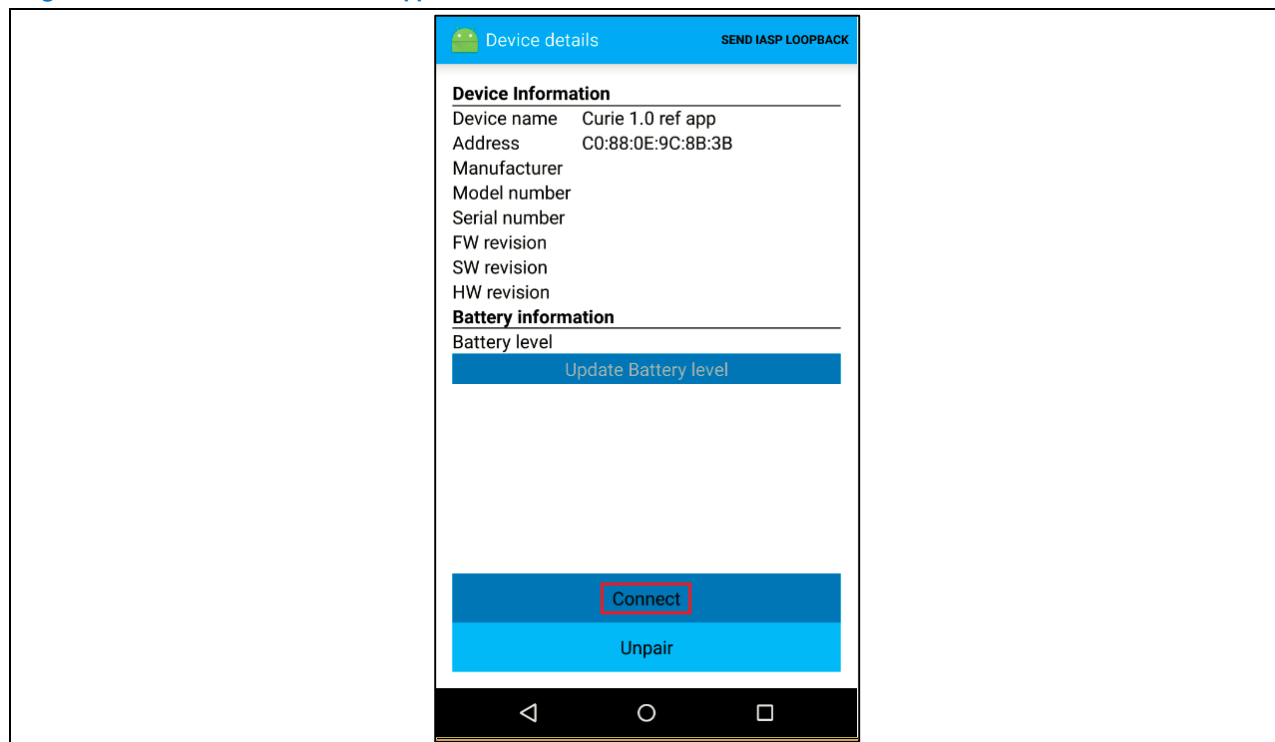 Device details SEND IASP LOOPBACK
Device Information
Device name Curie 1.0 ref app
Address C0:88:0E:9C:8B:3B
Manufacturer
Model number
Serial number
FW revision
SW revision
HW revision
Battery information
Battery level
Update Battery level
Connect
Unpair